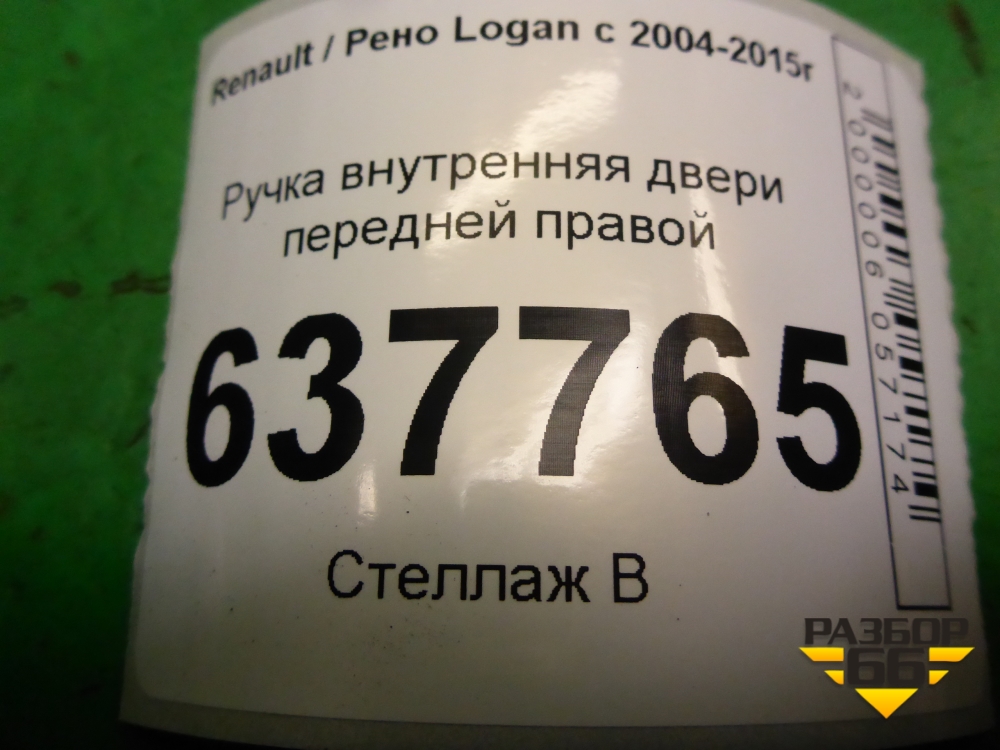 Renault / Рено Logan с 2004-2015г
Ручка внутренняя двери
передней правой
637765
Стеллаж В
2000006057174
РАЗБОР
66